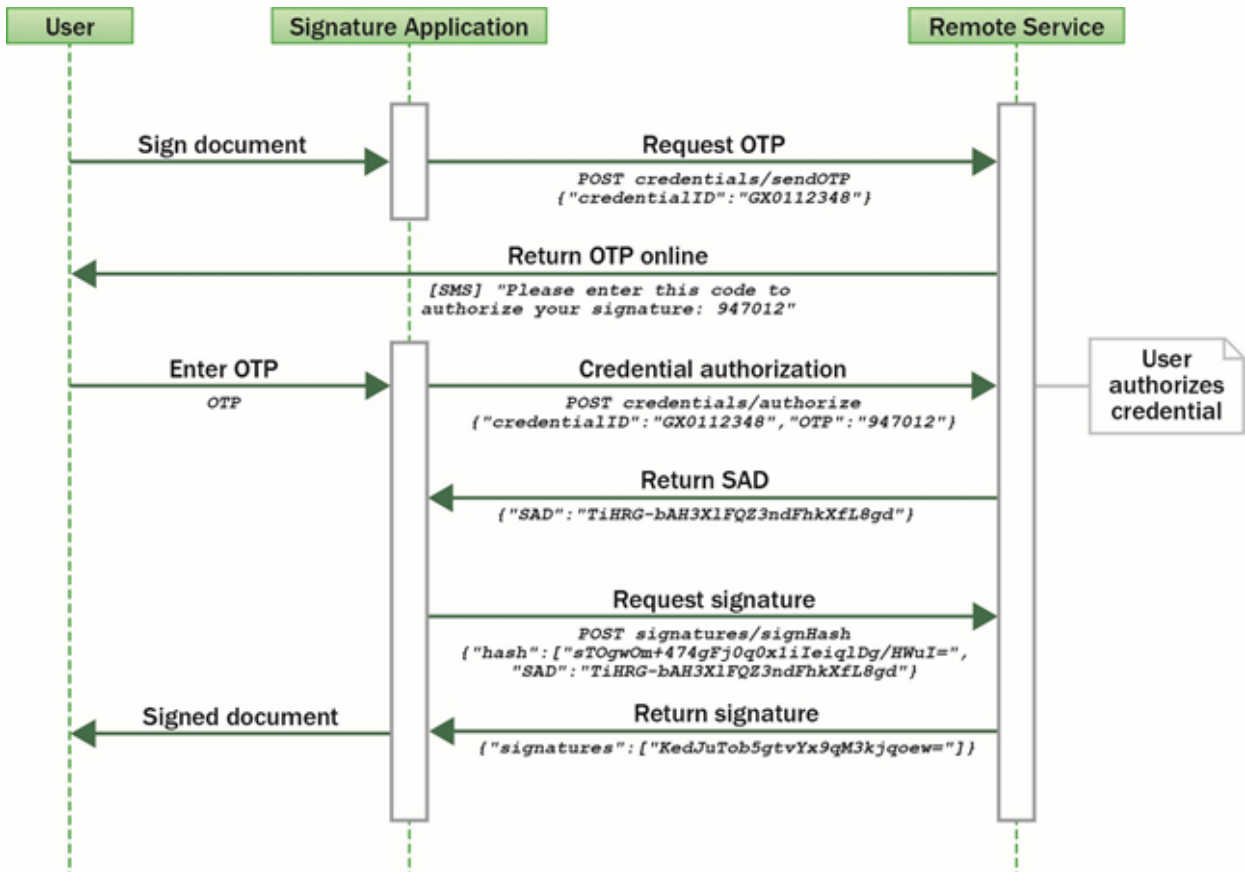 User
Signature Application
Remote Service
Sign document
Request OTP
POST credentials/sendOTP
{"credentialID":"GX0112348"}
Return OTP online
[SMS] "Please enter this code to
authorize your signature: 947012"
Enter OTP
OTP
Credential authorization
POST credentials/authorize
{"credentialID":"GX0112348","OTP":"947012"}
User
authorizes
credential
Return SAD
{"SAD":"TiHRG-bAH3XlFQZ3ndFhkXfL8gd"}
Request signature
POST signatures/signHash
{"hash":["sTOgwOm+474gFj0q0x1iIeiqlDg/HWuI=",
"SAD":"TiHRG-bAH3XlFQZ3ndFhkXfL8gd"}
Signed document
Return signature
{"signatures":["KedJuTob5gtvYx9qM3kjqoew="]}